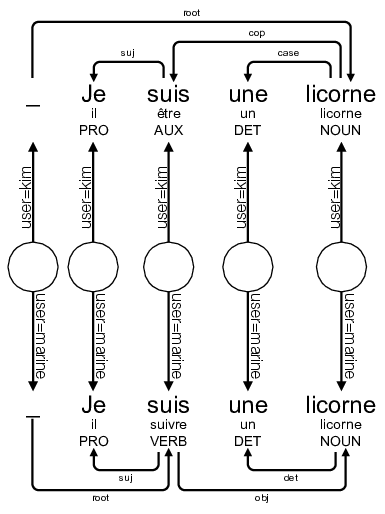 root
cop
suj case
_ Je suis une licorne
il être un licorne
PRO AUX DET NOUN
user=kim user=kim user=kim user=kim user=kim
user=marine user=marine user=marine user=marine user=marine
_ Je suis une licorne
il suivre un licorne
PRO VERB DET NOUN
suj det
root obj